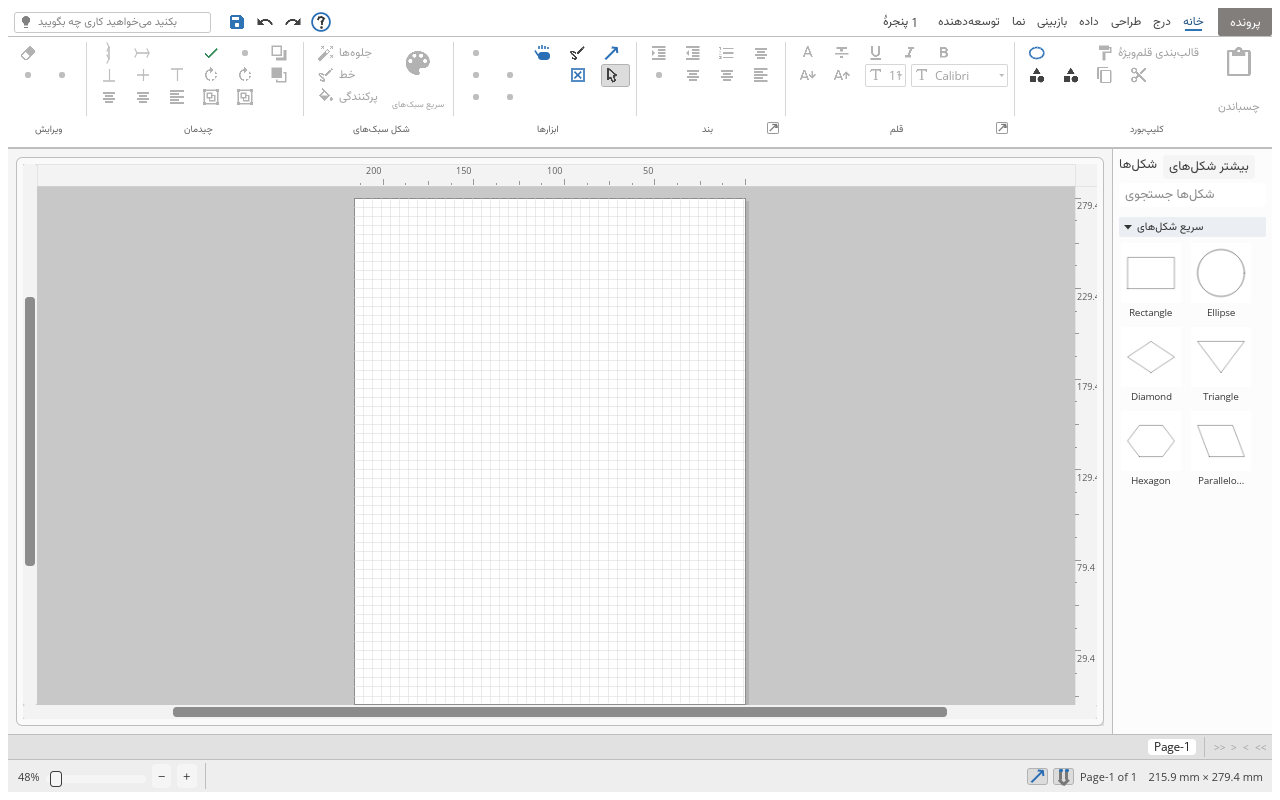 پرونده خانه درج طراحی داده بازبینی نما توسعه‌دهنده پنجرهٔ 1
بکنید می‌خواهید کاری چه بگویید
چسباندن
قالب‌بندی قلم‌ویژهٔ
کلیپ‌بورد
B I U A
Calibri
11
قلم
بند
ابزارها
سریع سبک‌های
جلوه‌ها
خط
پرکنندگی
شکل سبک‌های
چیدمان
ویرایش
شکل‌ها بیشتر شکل‌های
شکل‌ها جستجوی
سریع شکل‌های
Rectangle Ellipse
Diamond Triangle
Hexagon Parallelo...
200 150 100 50
279.4
229.4
179.4
129.4
79.4
29.4
Page-1
>> > < <<
48% − +
Page-1 of 1 215.9 mm × 279.4 mm